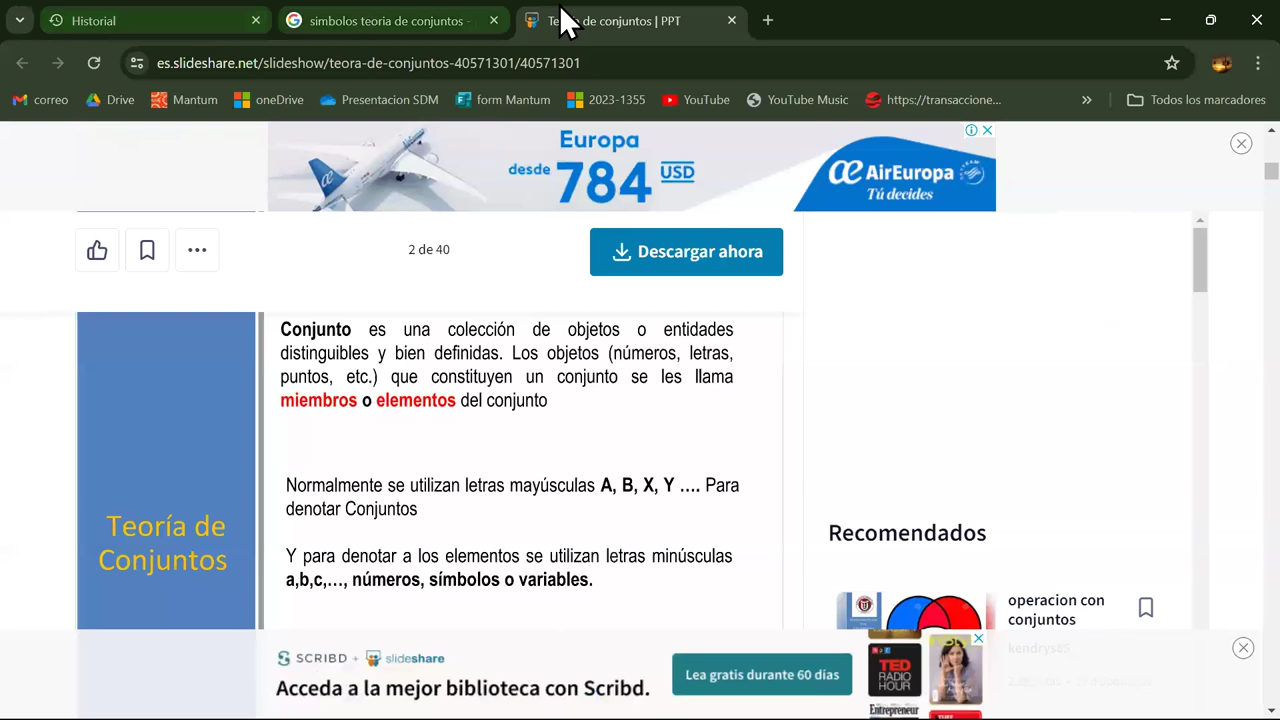 Historial
simbolos teoria de conjuntos -
de conjuntos | PPT
es.slideshare.net/slideshow/teora-de-conjuntos-40571301/40571301
correo
Drive
Mantum
oneDrive
Presentacion SDM
form Mantum
2023-1355
YouTube
YouTube Music
https://transaccione...
»
Todos los marcadores
Europa
desde 784 USD
AirEuropa
Tú decides
2 de 40
Descargar ahora
Conjunto es una colección de objetos o entidades
distinguibles y bien definidas. Los objetos (números, letras,
puntos, etc.) que constituyen un conjunto se les llama
miembros o elementos del conjunto
Normalmente se utilizan letras mayúsculas A, B, X, Y …. Para
denotar Conjuntos
Y para denotar a los elementos se utilizan letras minúsculas
a,b,c,…, números, símbolos o variables.
Teoría de
Conjuntos
Recomendados
operacion con
conjuntos
kendrys85
SCRIBD + slideshare
Acceda a la mejor biblioteca con Scribd.
Lea gratis durante 60 días
TED
RADIO
HOUR
Entrepreneur